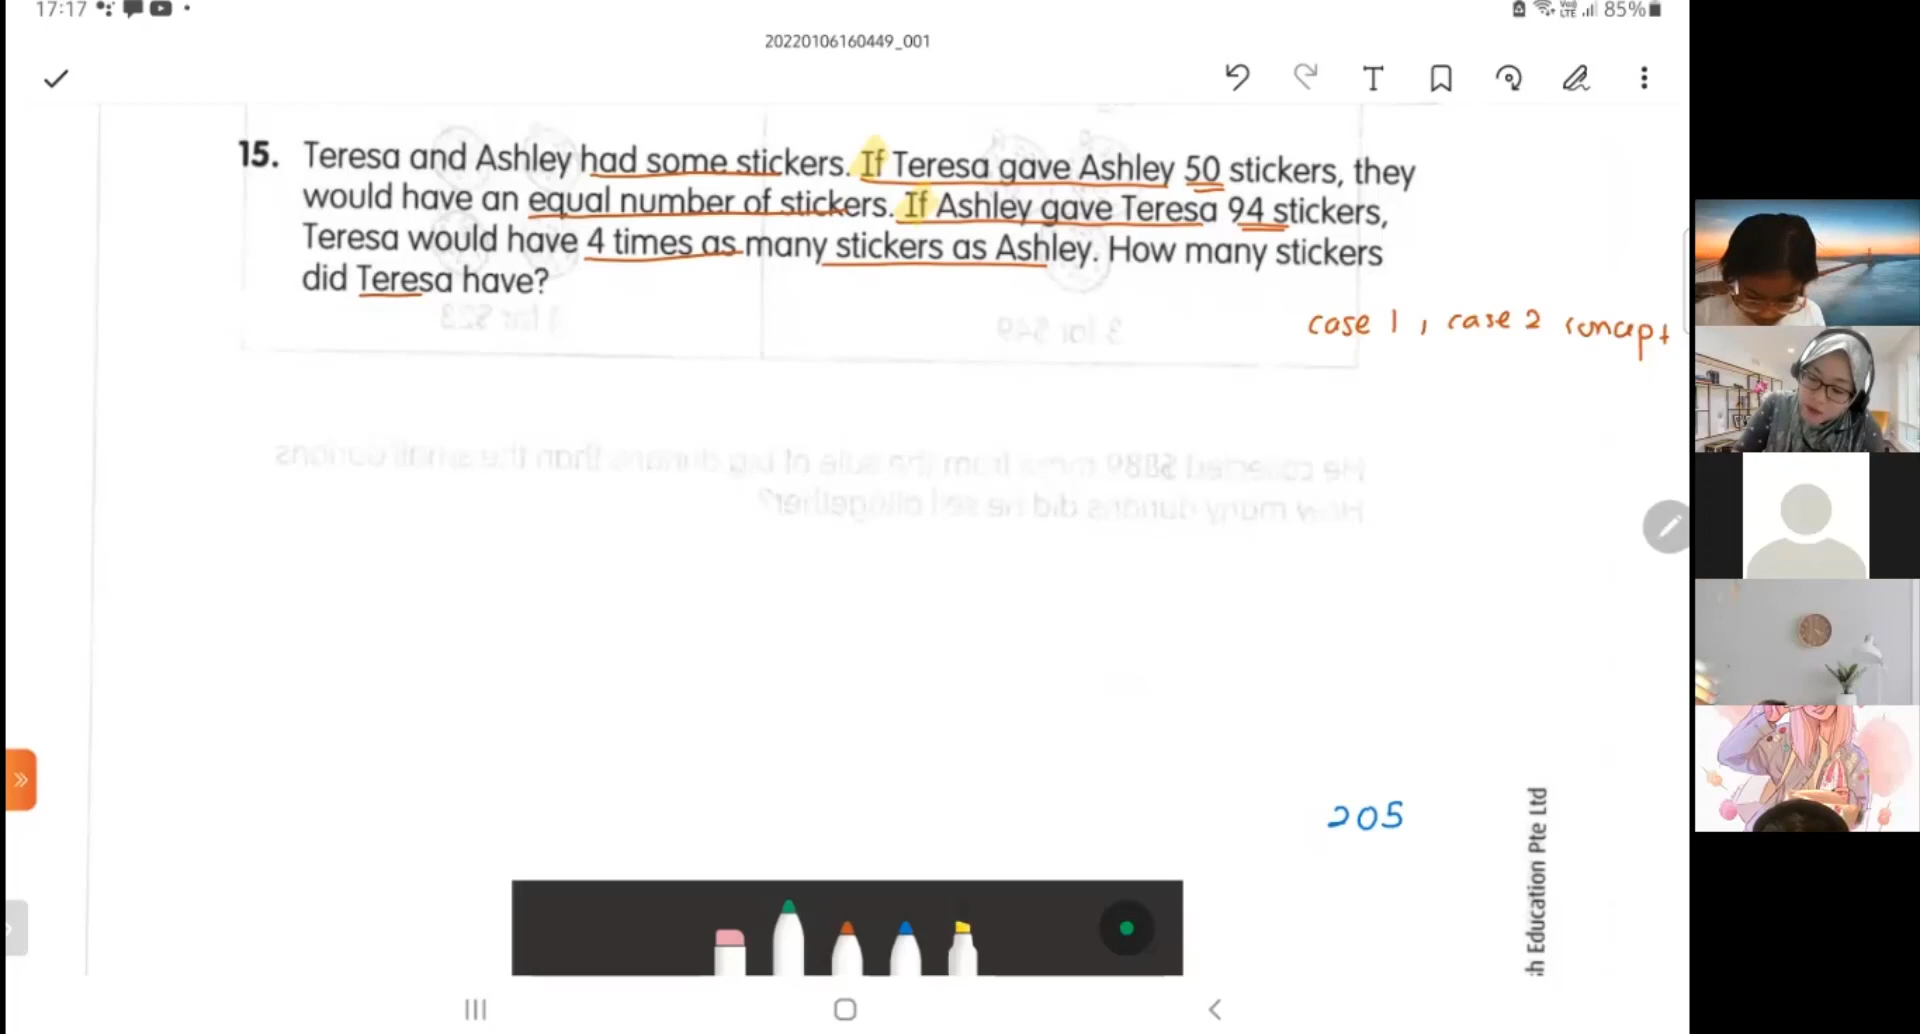 17:17
85%
20220106160449_001
15. Teresa and Ashley had some stickers. If Teresa gave Ashley 50 stickers, they
would have an equal number of stickers. If Ashley gave Teresa 94 stickers,
Teresa would have 4 times as many stickers as Ashley. How many stickers
did Teresa have?
case 1, case 2 concept
205
Education Pte Ltd